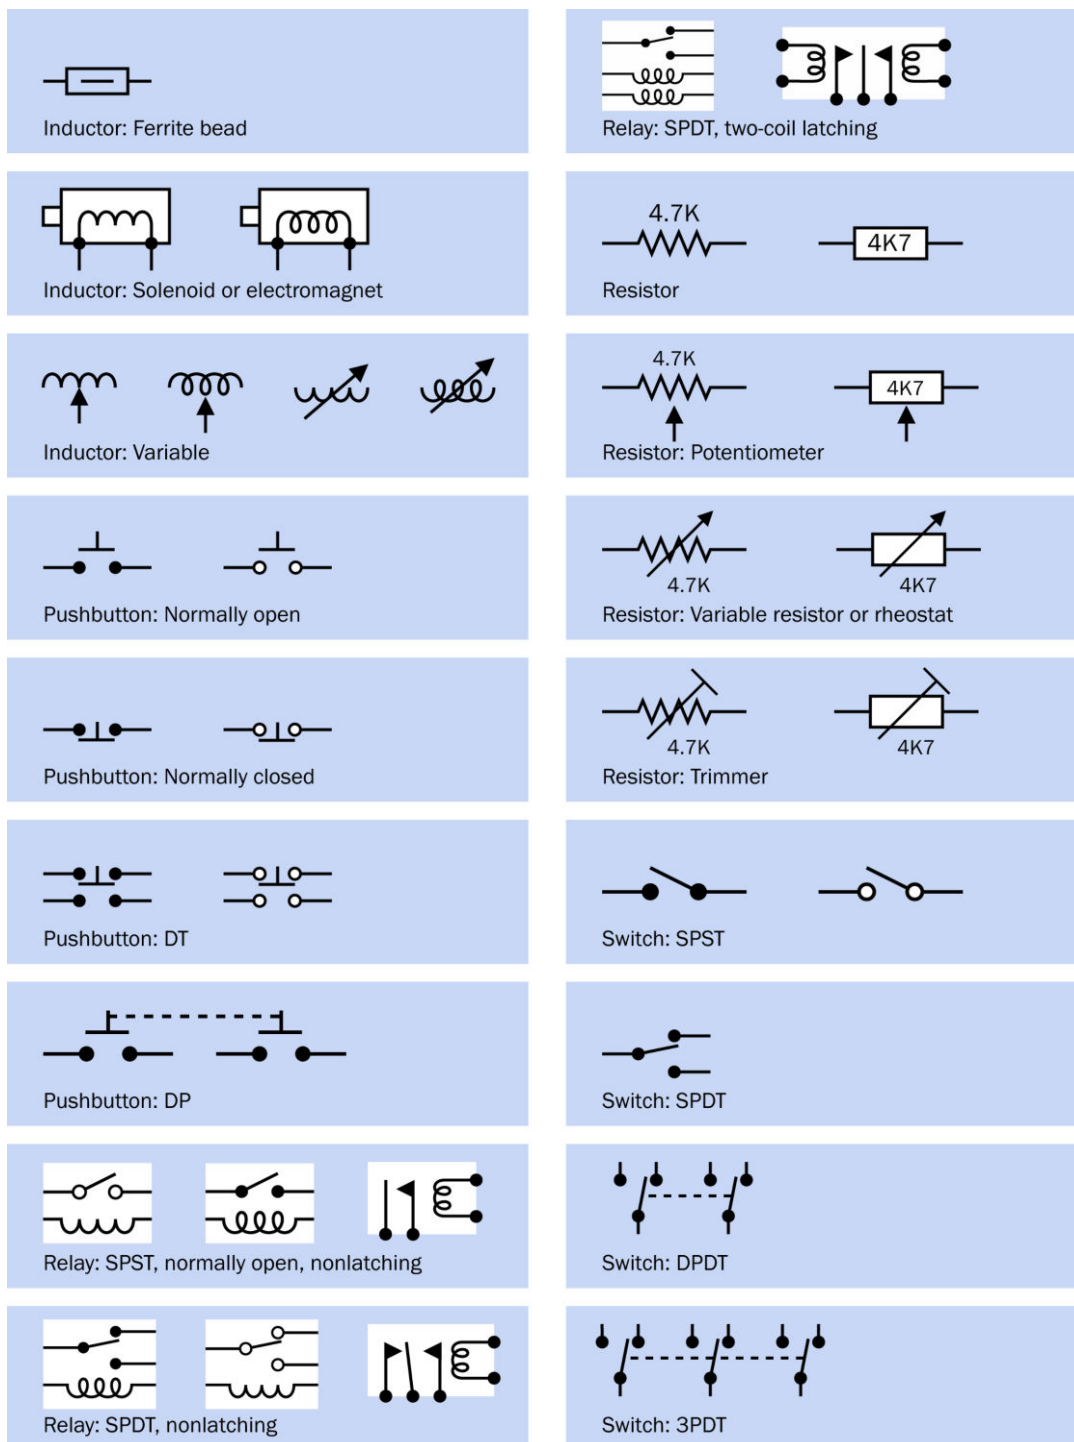 Inductor: Ferrite bead
Inductor: Solenoid or electromagnet
Inductor: Variable
Pushbutton: Normally open
Pushbutton: Normally closed
Pushbutton: DT
Pushbutton: DP
Relay: SPST, normally open, nonlatching
Relay: SPDT, nonlatching
Relay: SPDT, two-coil latching
4.7K 4K7
Resistor
4.7K 4K7
Resistor: Potentiometer
4.7K 4K7
Resistor: Variable resistor or rheostat
4.7K 4K7
Resistor: Trimmer
Switch: SPST
Switch: SPDT
Switch: DPDT
Switch: 3PDT